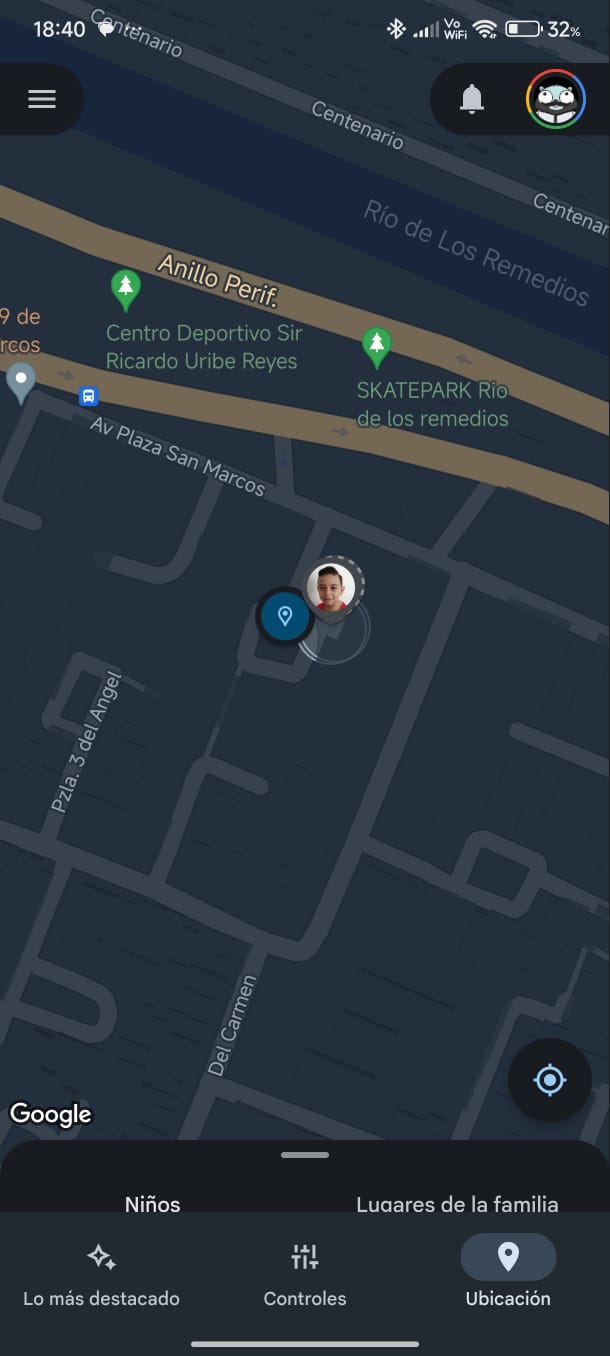 18:40
Vo
WiFi
32%
Centenario
Centenario
Centenar
Río de Los Remedios
Anillo Perif.
9 de
rcos
Centro Deportivo Sir
Ricardo Uribe Reyes
SKATEPARK Rio
de los remedios
Av Plaza San Marcos
Pzla. 3 del Angel
Del Carmen
Google
Niños
Lugares de la familia
Lo más destacado
Controles
Ubicación